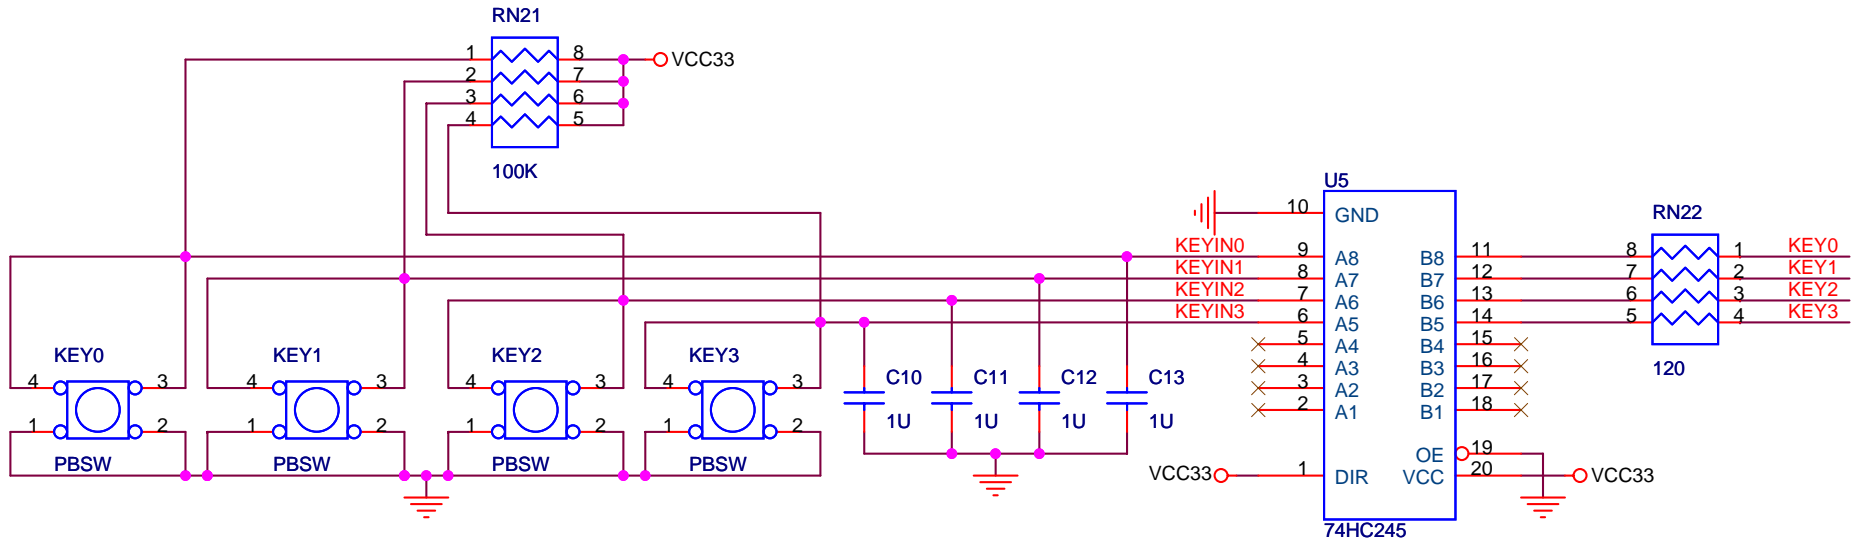 RN21
1 8 VCC33
2 7
3 6
4 5
100K
U5
10 GND
RN22
KEYIN0 9 A8 B8 11 8 1 KEY0
KEYIN1 8 A7 B7 12 7 2 KEY1
KEYIN2 7 A6 B6 13 6 3 KEY2
KEYIN3 6 A5 B5 14 5 4 KEY3
5 A4 B4 15
4 A3 B3 16
3 A2 B2 17
2 A1 B1 18
120
KEY0 KEY1 KEY2 KEY3
4 3 4 3 4 3 4 3
C10 C11 C12 C13
1U 1U 1U 1U
1 2 1 2 1 2 1 2
PBSW PBSW PBSW PBSW
OE 19
VCC33 1 DIR VCC 20 VCC33
74HC245